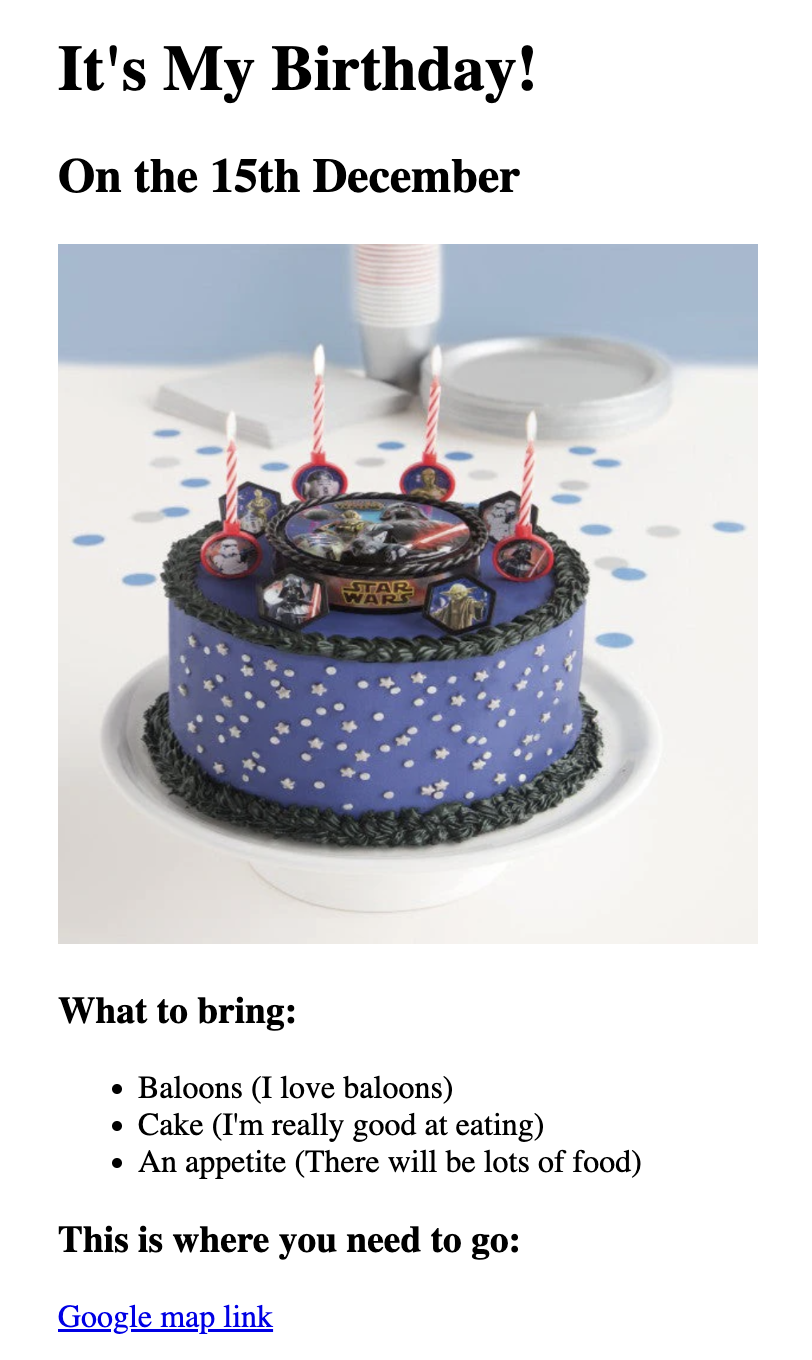 It's My Birthday!
On the 15th December
STAR
WARS
What to bring:
Baloons (I love baloons)
Cake (I'm really good at eating)
An appetite (There will be lots of food)
This is where you need to go:
Google map link